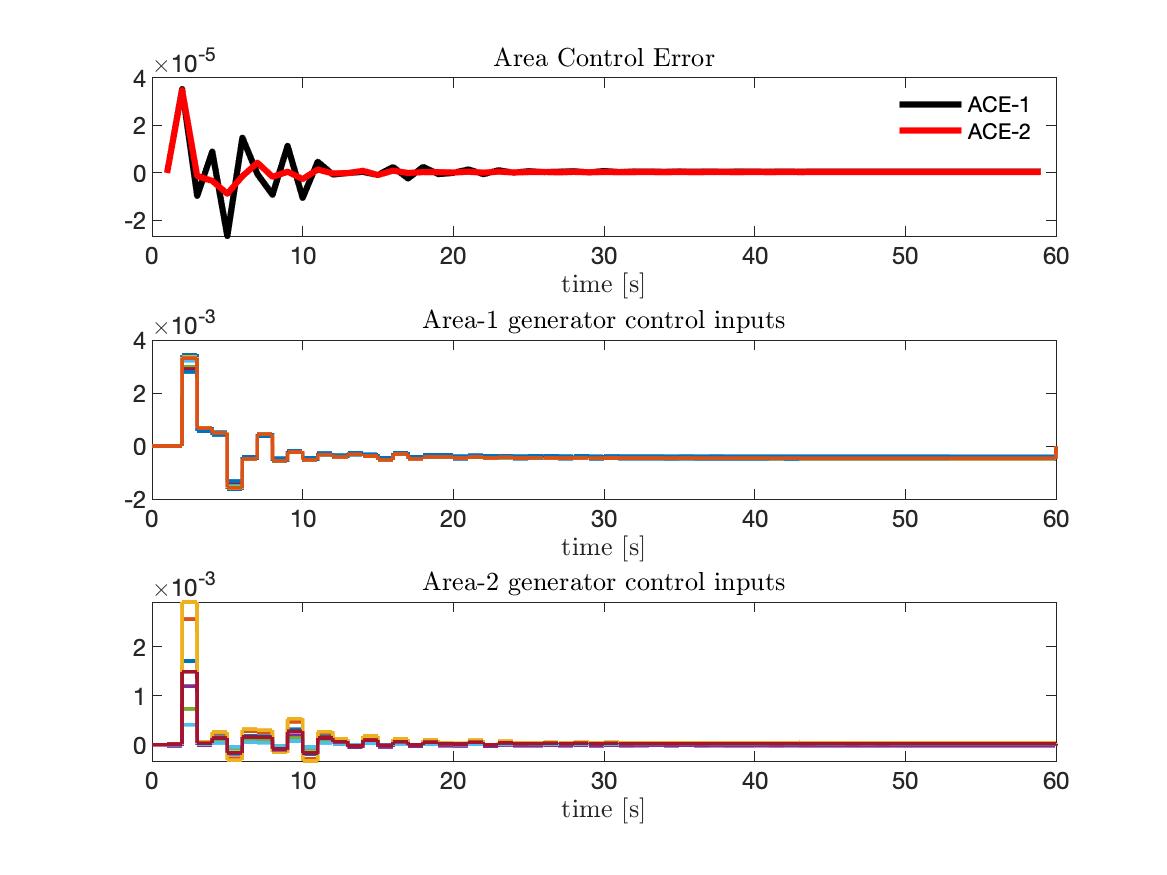 Area Control Error
×10-5
4
2
0
-2
ACE-1
ACE-2
0 10 20 30 40 50 60
time [s]
Area-1 generator control inputs
×10-3
4
2
0
-2
0 10 20 30 40 50 60
time [s]
Area-2 generator control inputs
×10-3
2
1
0
0 10 20 30 40 50 60
time [s]